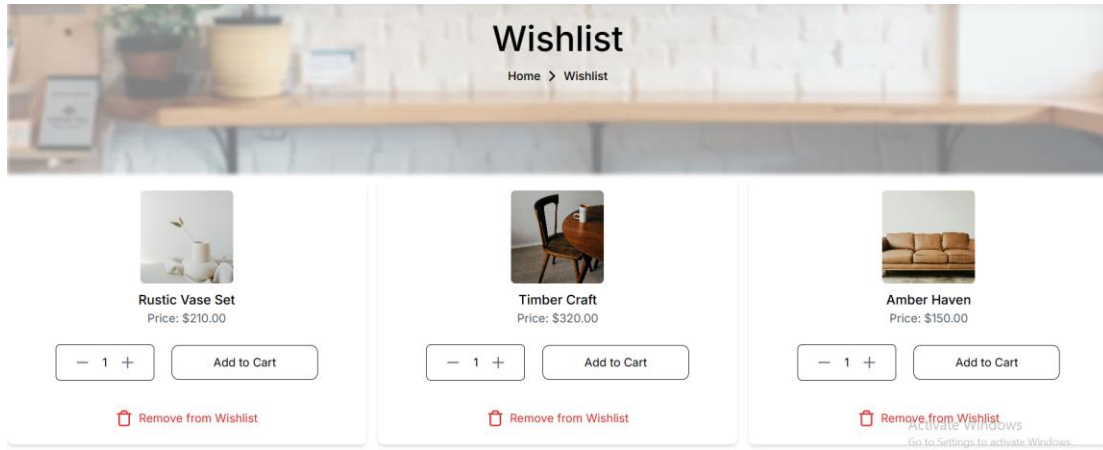 Wishlist
Home > Wishlist
Rustic Vase Set
Price: $210.00
− 1 +
Add to Cart
Remove from Wishlist
Timber Craft
Price: $320.00
− 1 +
Add to Cart
Remove from Wishlist
Amber Haven
Price: $150.00
− 1 +
Add to Cart
Remove from Wishlist
Activate Windows
Go to Settings to activate Windows.